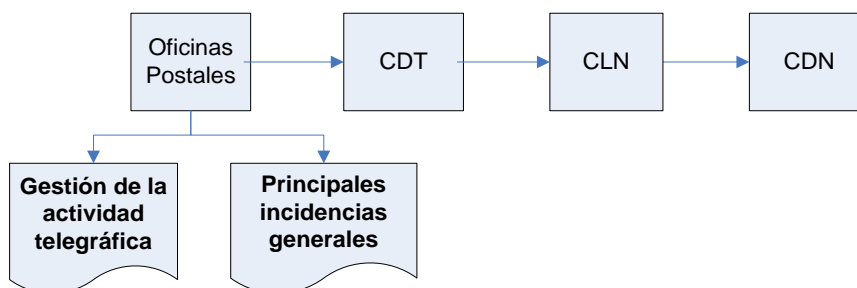 Oficinas
Postales
CDT
CLN
CDN
Gestión de la
actividad
telegráfica
Principales
incidencias
generales